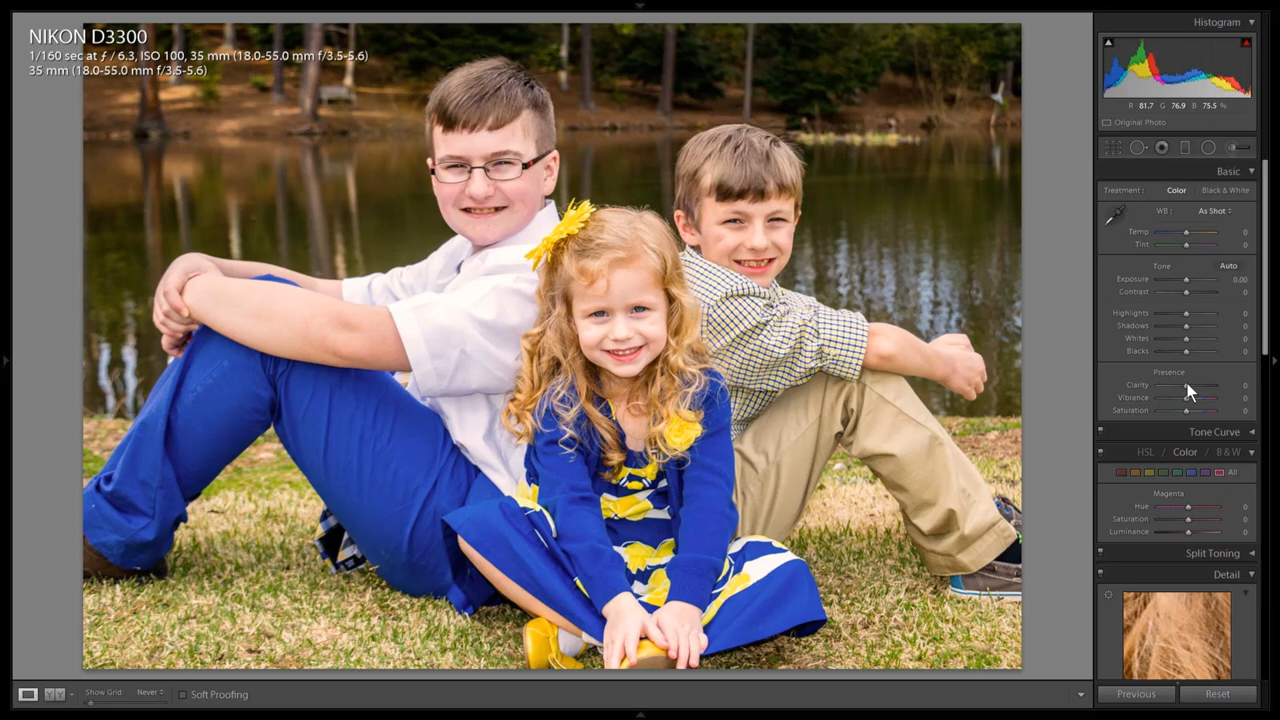 NIKON D3300
1/160 sec at ƒ / 6.3, ISO 100, 35 mm (18.0-55.0 mm f/3.5-5.6)
35 mm (18.0-55.0 mm f/3.5-5.6)
Histogram
R 81.7 G 76.9 B 75.5 %
Original Photo
Basic
Treatment : Color Black & White
WB : As Shot
Temp 0
Tint 0
Tone Auto
Exposure 0.00
Contrast 0
Highlights 0
Shadows 0
Whites 0
Blacks 0
Presence
Clarity 0
Vibrance 0
Saturation 0
Tone Curve
HSL / Color / B & W
All
Magenta
Hue 0
Saturation 0
Luminance 0
Split Toning
Detail
Previous Reset
Y Y Show Grid: Never Soft Proofing